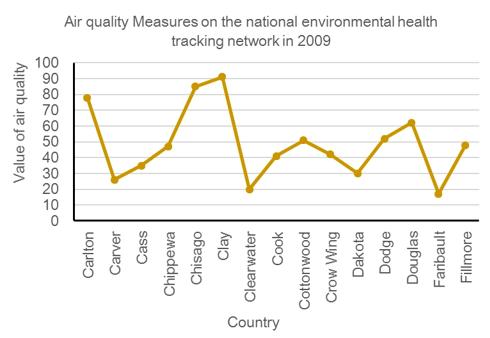 Air quality Measures on the national environmental health
tracking network in 2009
Value of air quality
100
90
80
70
60
50
40
30
20
10
0
Carlton
Carver
Cass
Chippewa
Chisago
Clay
Clearwater
Cook
Cottonwood
Crow Wing
Dakota
Dodge
Douglas
Faribault
Fillmore
Country